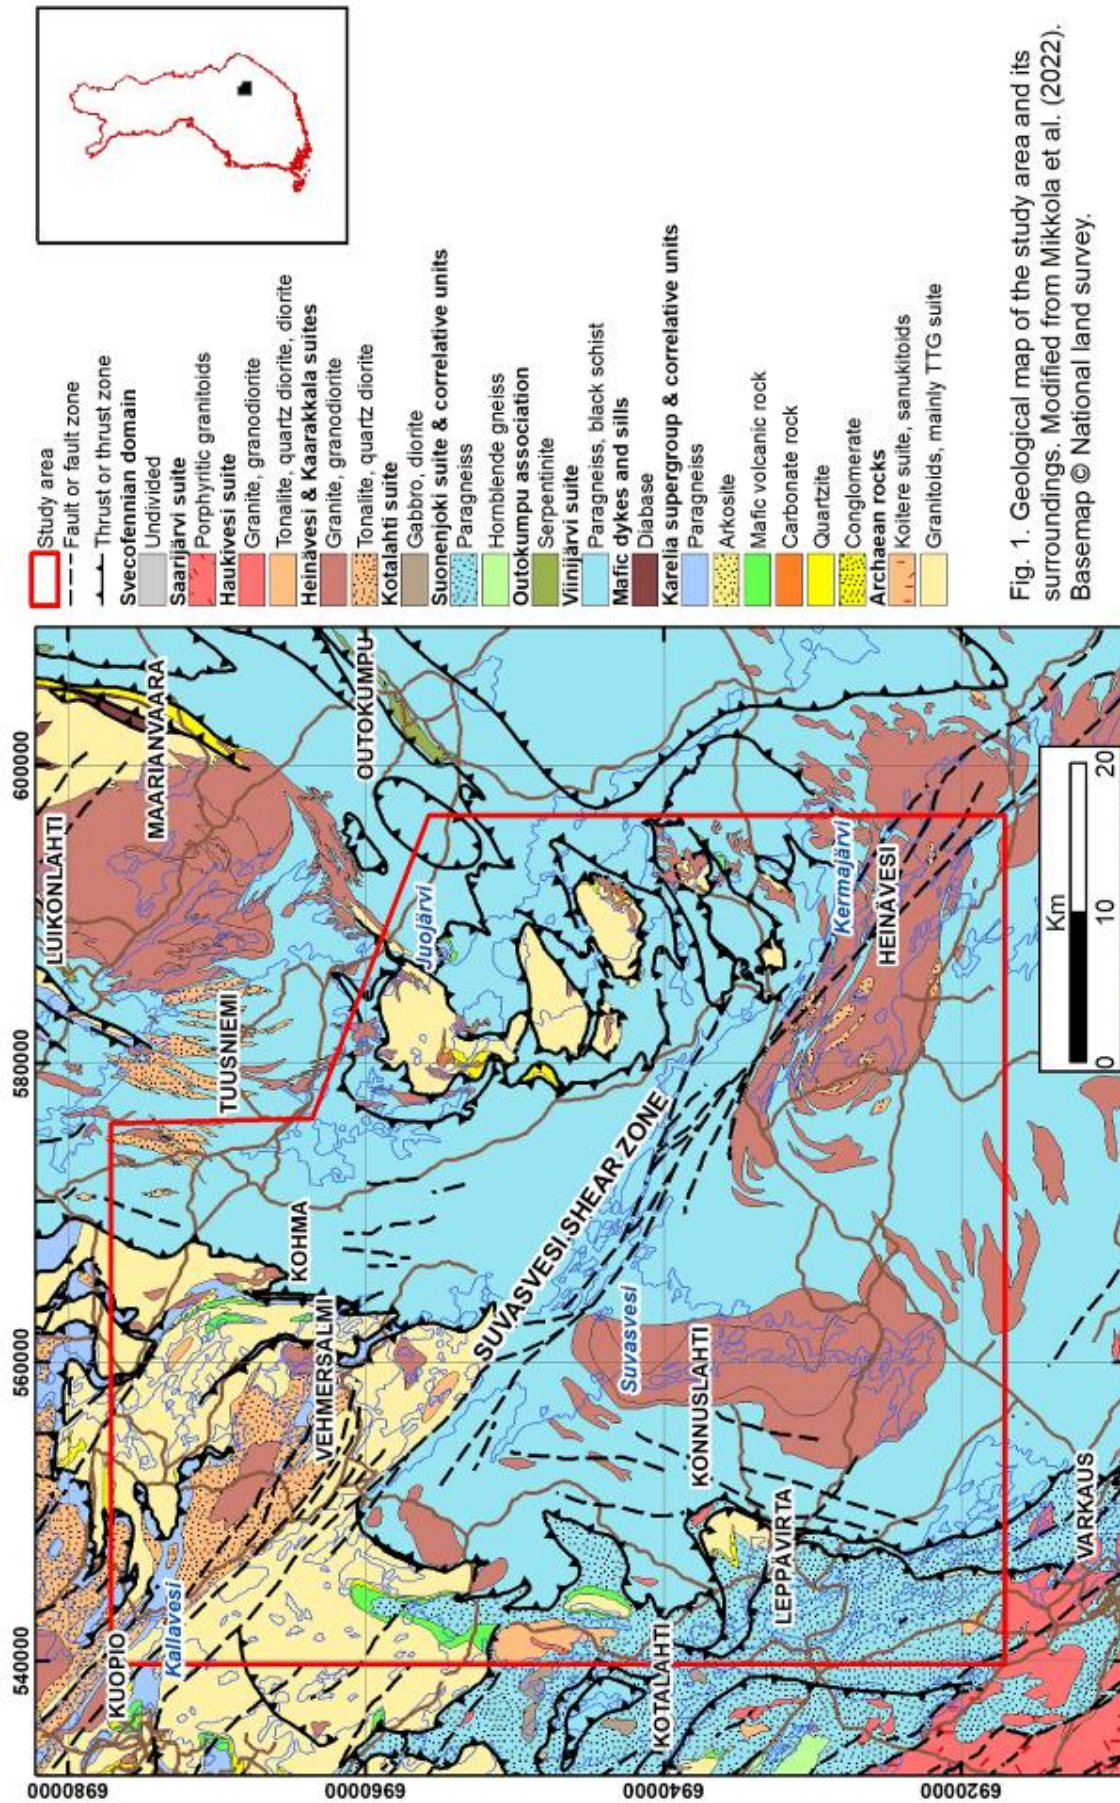 540000
560000
580000
600000
6980000
6960000
6940000
6920000
KUOPIO
Kallavesi
VEHMERSALMI
KOHMA
TUUSNIEMI
LUIKONLAHTI
MAARIANVAARA
OUTOKUMPU
Juojärvi
SUVASVESI SHEAR ZONE
Suvasvesi
KONNUSLAHTI
KOTALAHTI
LEPPÄVIRTA
VARKAUS
Kermajärvi
HEINÄVESI
Km
0
10
20
Study area
Fault or fault zone
Thrust or thrust zone
Svecofennian domain
Undivided
Saarijärvi suite
Porphyritic granitoids
Haukivesi suite
Granite, granodiorite
Tonalite, quartz diorite, diorite
Heinävesi & Kaarakkala suites
Granite, granodiorite
Tonalite, quartz diorite
Kotalahti suite
Gabbro, diorite
Suonenjoki suite & correlative units
Paragneiss
Hornblende gneiss
Outokumpu association
Serpentinite
Viinijärvi suite
Paragneiss, black schist
Mafic dykes and sills
Diabase
Karelia supergroup & correlative units
Paragneiss
Arkosite
Mafic volcanic rock
Carbonate rock
Quartzite
Conglomerate
Archaean rocks
Koitere suite, sanukitoids
Granitoids, mainly TTG suite
Fig. 1. Geological map of the study area and its
surroundings. Modified from Mikkola et al. (2022).
Basemap © National land survey.